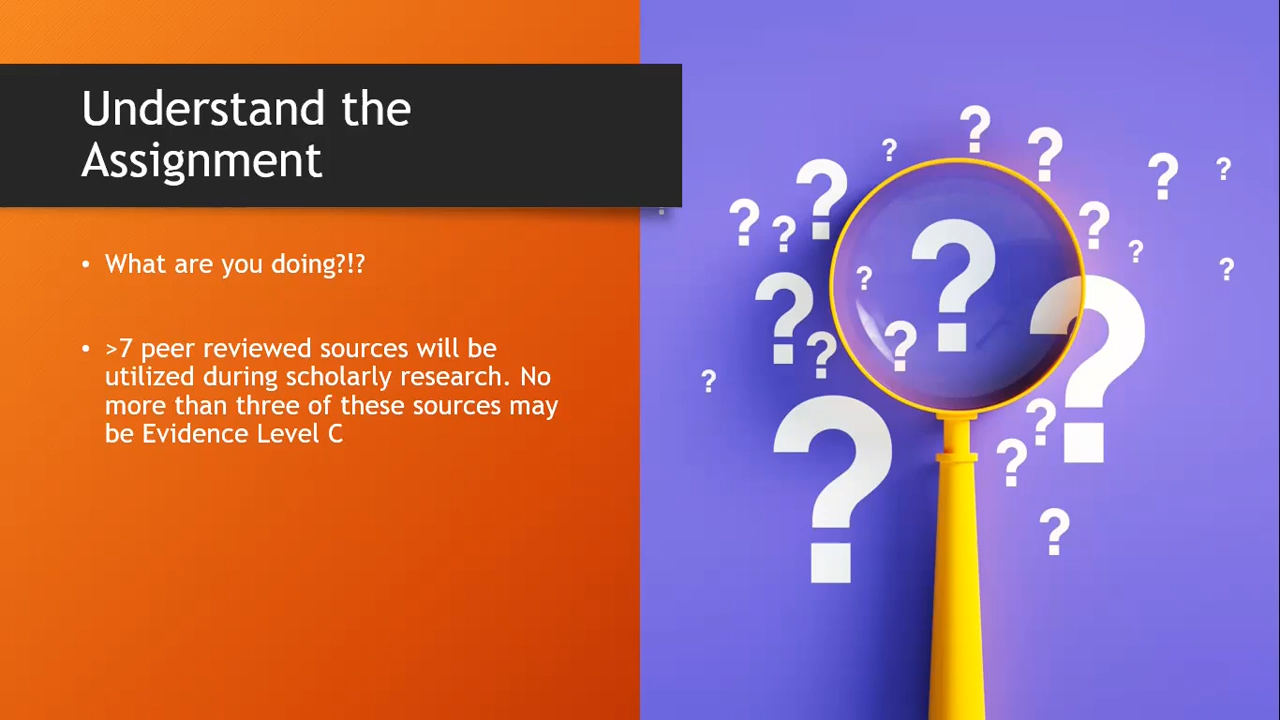 Understand the
Assignment
• What are you doing?!?
• >7 peer reviewed sources will be
utilized during scholarly research. No
more than three of these sources may
be Evidence Level C